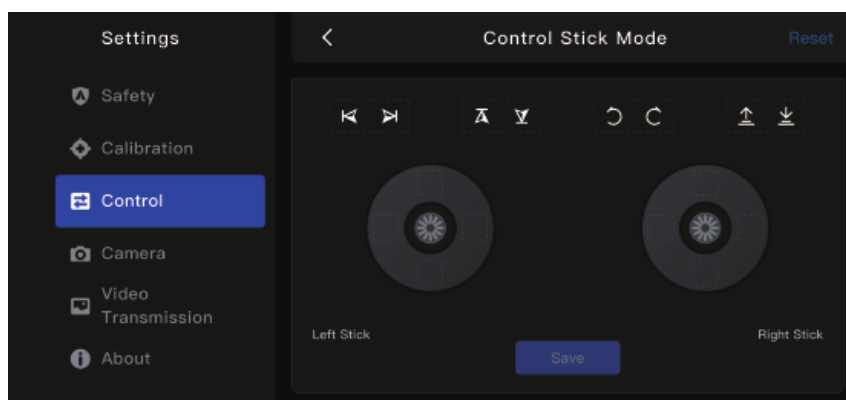 Settings
Control Stick Mode
Reset
Safety
Calibration
Control
Camera
Video
Transmission
About
Left Stick
Right Stick
Save